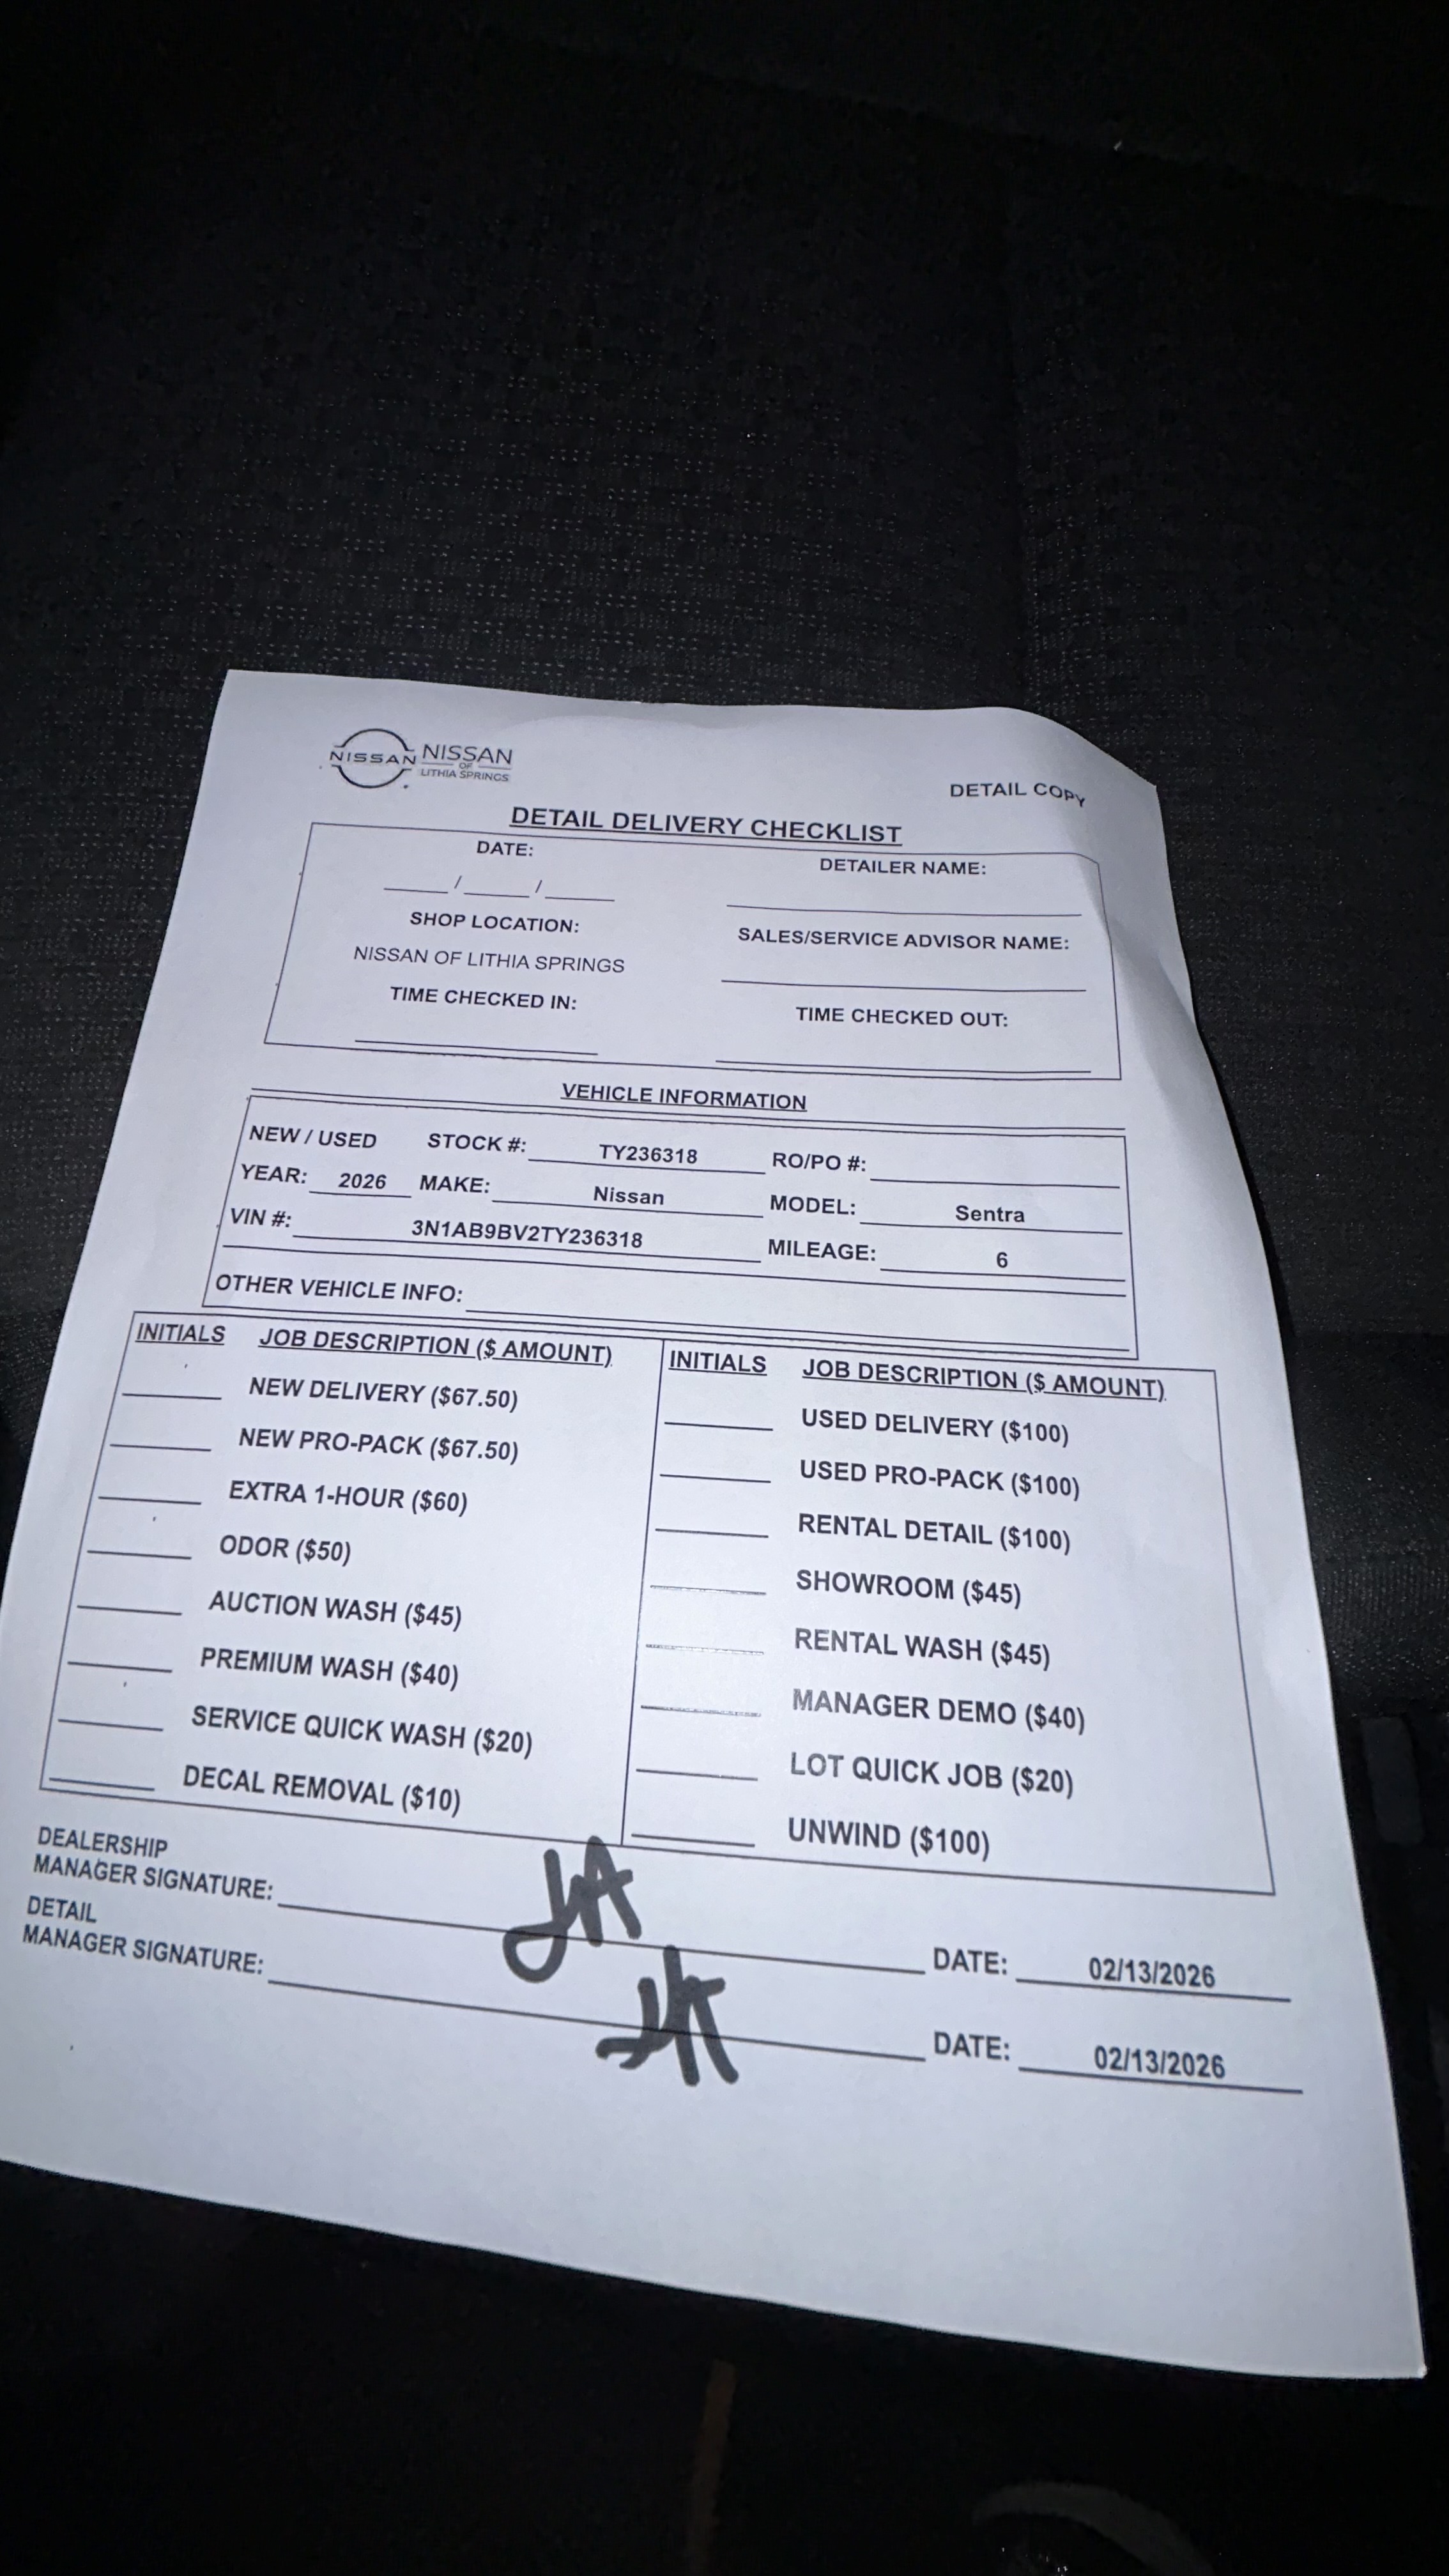 NISSAN NISSAN
OF
LITHIA SPRINGS
DETAIL COPY
DETAIL DELIVERY CHECKLIST
DATE: DETAILER NAME:
_____/_____/_____
SHOP LOCATION: SALES/SERVICE ADVISOR NAME:
NISSAN OF LITHIA SPRINGS
TIME CHECKED IN: TIME CHECKED OUT:
VEHICLE INFORMATION
NEW / USED STOCK #: TY236318 RO/PO #:
YEAR: 2026 MAKE: Nissan MODEL: Sentra
VIN #: 3N1AB9BV2TY236318 MILEAGE: 6
OTHER VEHICLE INFO:
INITIALS JOB DESCRIPTION ($ AMOUNT)
NEW DELIVERY ($67.50)
NEW PRO-PACK ($67.50)
EXTRA 1-HOUR ($60)
ODOR ($50)
AUCTION WASH ($45)
PREMIUM WASH ($40)
SERVICE QUICK WASH ($20)
DECAL REMOVAL ($10)
INITIALS JOB DESCRIPTION ($ AMOUNT)
USED DELIVERY ($100)
USED PRO-PACK ($100)
RENTAL DETAIL ($100)
SHOWROOM ($45)
RENTAL WASH ($45)
MANAGER DEMO ($40)
LOT QUICK JOB ($20)
UNWIND ($100)
DEALERSHIP
MANAGER SIGNATURE: JA DATE: 02/13/2026
DETAIL
MANAGER SIGNATURE: DATE: 02/13/2026